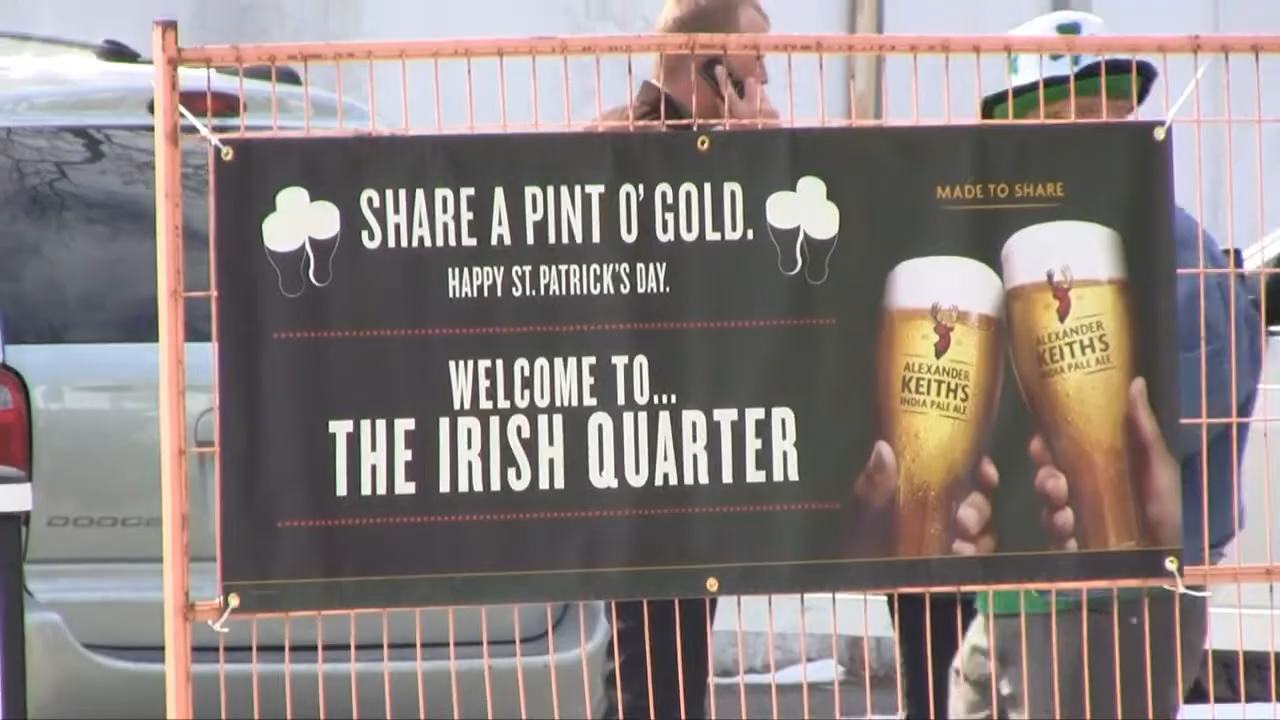 SHARE A PINT O' GOLD.
HAPPY ST. PATRICK'S DAY.
WELCOME TO...
THE IRISH QUARTER
MADE TO SHARE
ALEXANDER
KEITH'S
INDIA PALE ALE
ALEXANDER
KEITH'S
INDIA PALE ALE
DODGE